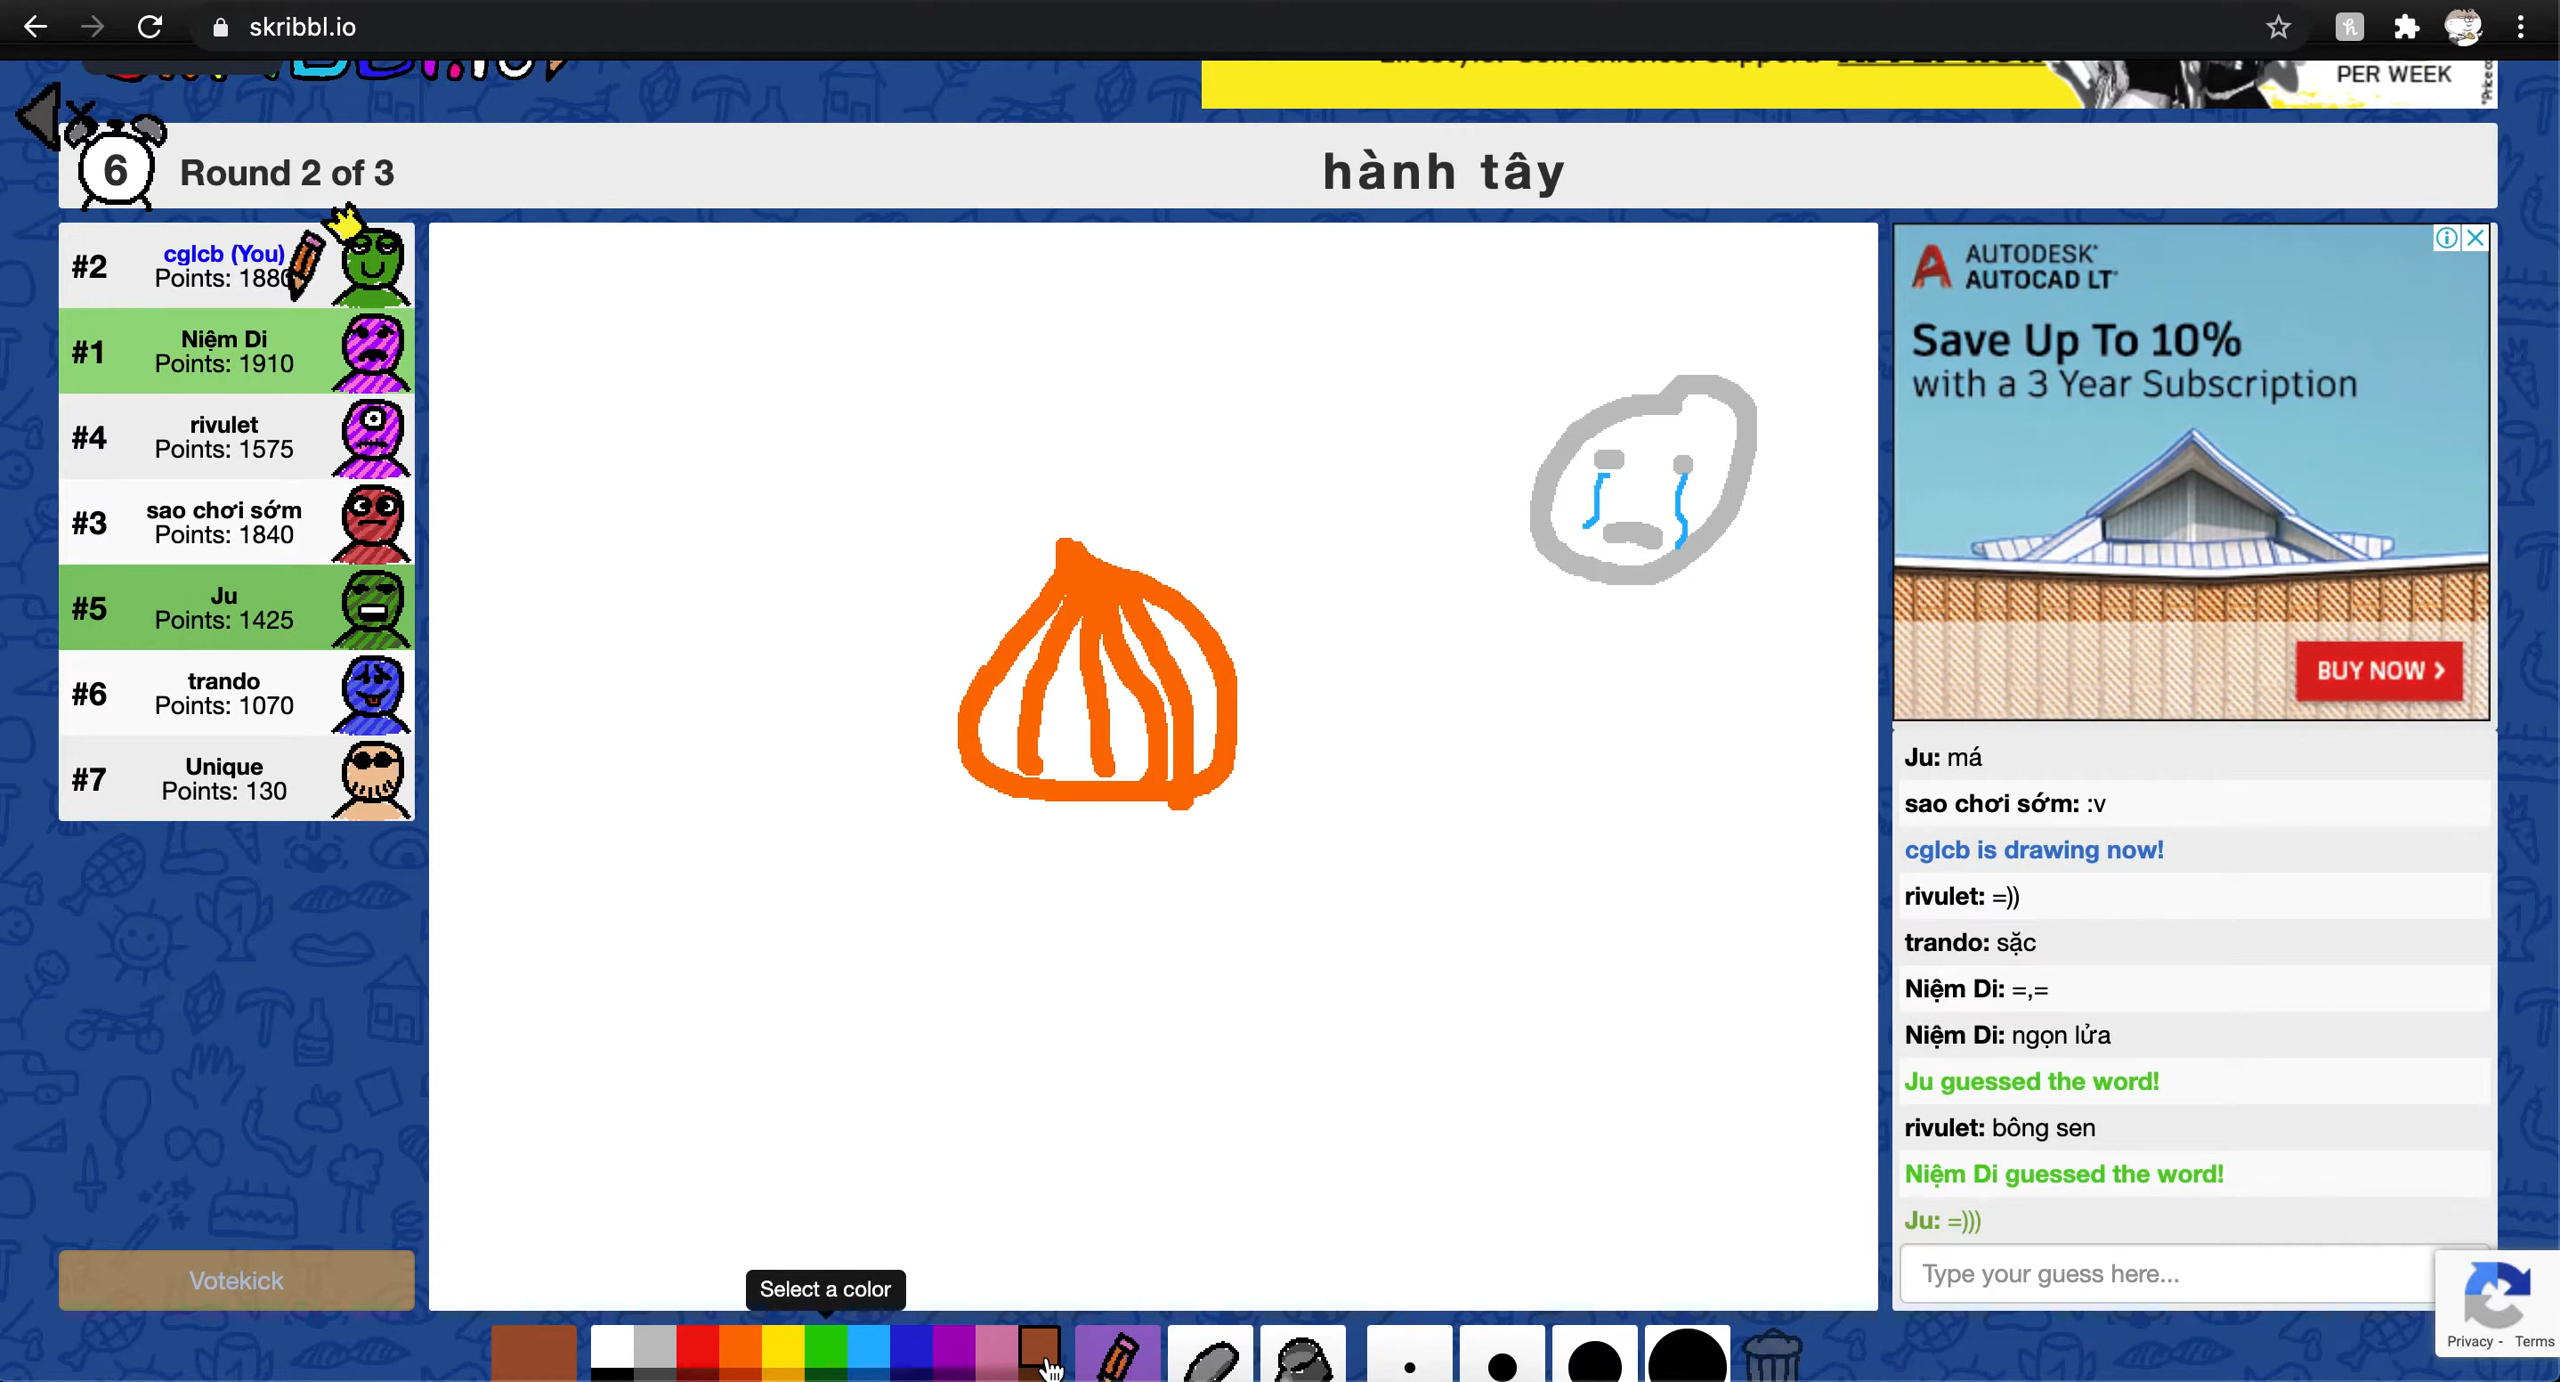 skribbl.io
PER WEEK
6
Round 2 of 3
hành tây
#2
cglcb (You)
Points: 1880
#1
Niệm Di
Points: 1910
#4
rivulet
Points: 1575
#3
sao chơi sớm
Points: 1840
#5
Ju
Points: 1425
#6
trando
Points: 1070
#7
Unique
Points: 130
Votekick
Select a color
AUTODESK®
AUTOCAD LT®
Save Up To 10%
with a 3 Year Subscription
BUY NOW >
Ju: má
sao chơi sớm: :v
cglcb is drawing now!
rivulet: =))
trando: sặc
Niệm Di: =,=
Niệm Di: ngọn lửa
Ju guessed the word!
rivulet: bông sen
Niệm Di guessed the word!
Ju: =)))
Type your guess here...
Privacy - Terms